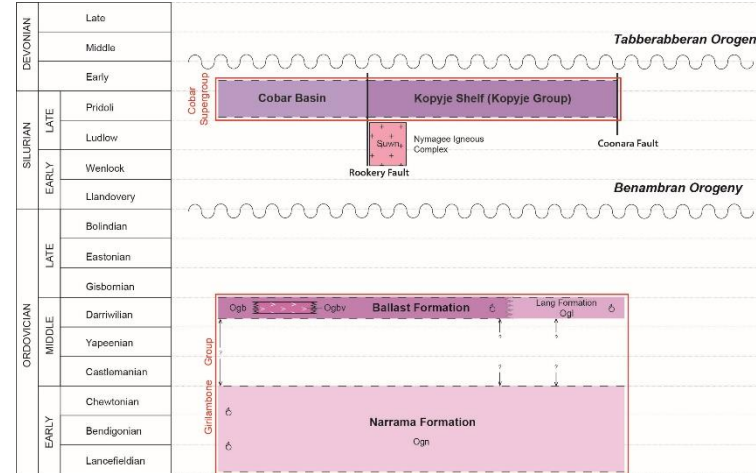 DEVONIAN
Late
Middle
Early
Tabberabberan Orogen
Cobar Supergroup
Cobar Basin
Kopyje Shelf (Kopyje Group)
SILURIAN
LATE
Pridoli
Ludlow
Suwn
Nymagee Igneous
Complex
Coonara Fault
Rookery Fault
EARLY
Wenlock
Llandovery
Benambran Orogeny
ORDOVICIAN
LATE
Bolindian
Eastonian
Gisbornian
MIDDLE
Darriwilian
Yapeenian
Castlemanian
Ogb
Ogbv
Ballast Formation
Lang Formation
Ogl
?
?
?
Girilambone Group
EARLY
Chewtonian
Bendigonian
Lancefieldian
Narrama Formation
Ogn